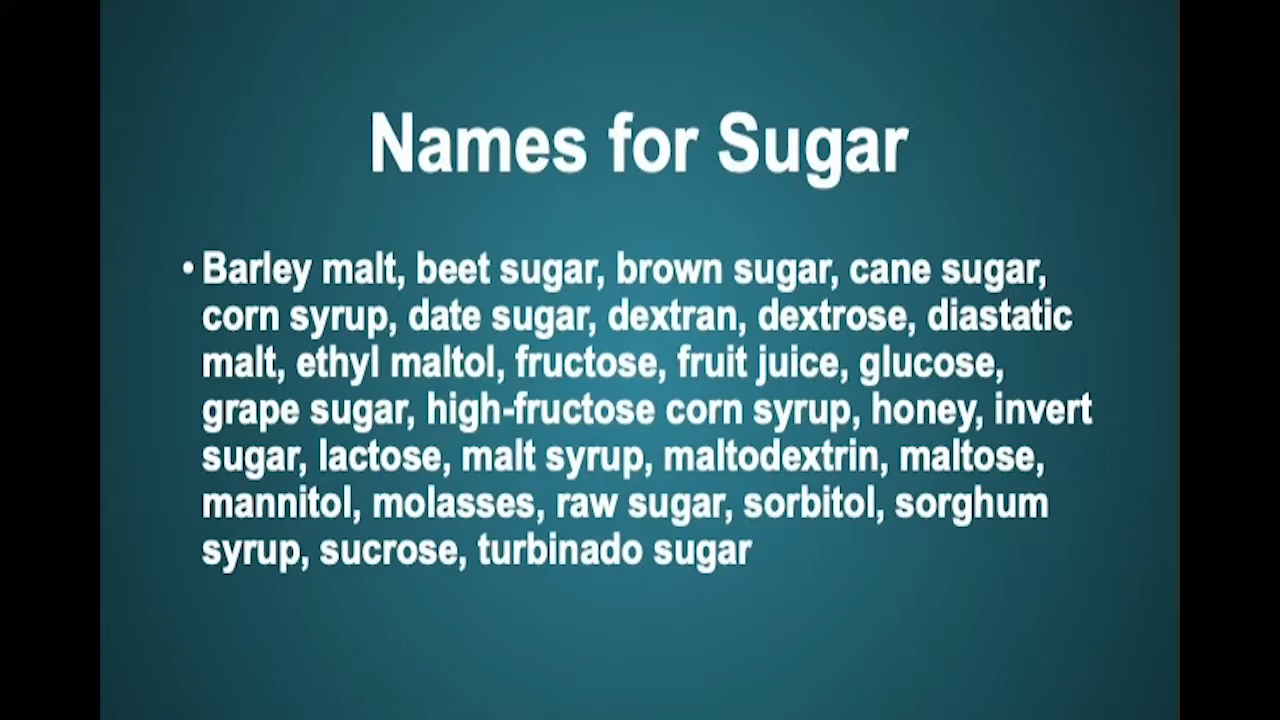 Names for Sugar
• Barley malt, beet sugar, brown sugar, cane sugar,
corn syrup, date sugar, dextran, dextrose, diastatic
malt, ethyl maltol, fructose, fruit juice, glucose,
grape sugar, high-fructose corn syrup, honey, invert
sugar, lactose, malt syrup, maltodextrin, maltose,
mannitol, molasses, raw sugar, sorbitol, sorghum
syrup, sucrose, turbinado sugar